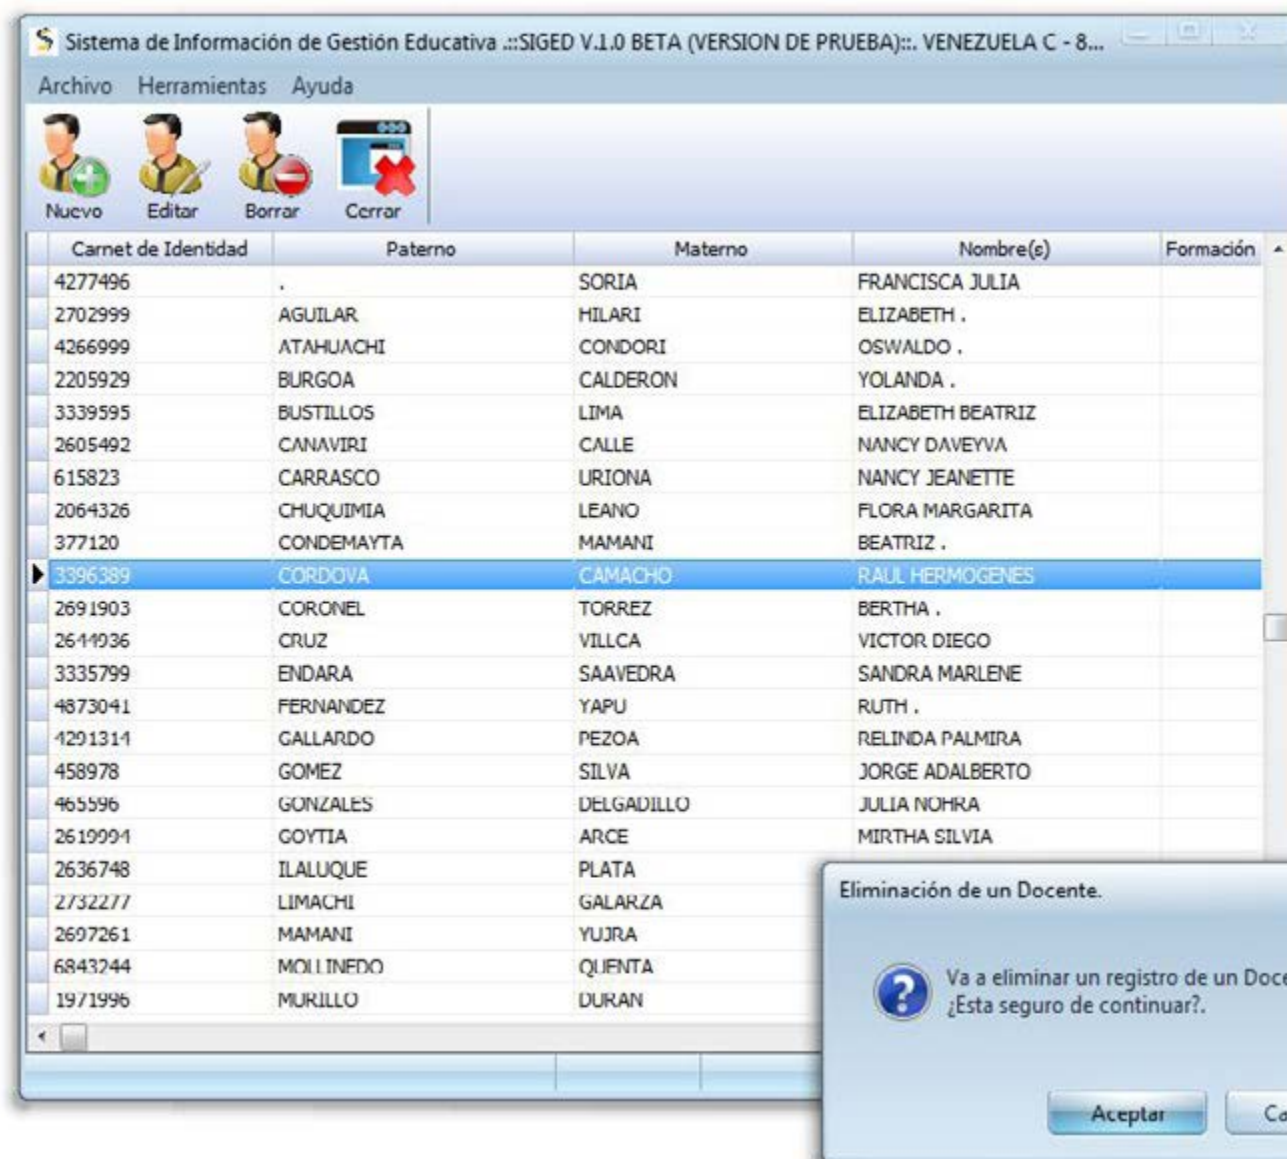 Sistema de Información de Gestión Educativa .::SIGED V.1.0 BETA (VERSION DE PRUEBA)::. VENEZUELA C - 8...
Archivo Herramientas Ayuda
Nuevo Editar Borrar Cerrar
Carnet de Identidad Paterno Materno Nombre(s) Formación
4277496 . SORIA FRANCISCA JULIA
2702999 AGUILAR HILARI ELIZABETH .
4266999 ATAHUACHI CONDORI OSWALDO .
2205929 BURGOA CALDERON YOLANDA .
3339595 BUSTILLOS LIMA ELIZABETH BEATRIZ
2605492 CANAVIRI CALLE NANCY DAVEYVA
615823 CARRASCO URIONA NANCY JEANETTE
2064326 CHUQUIMIA LEANO FLORA MARGARITA
377120 CONDEMAYTA MAMANI BEATRIZ .
3396389 CORDOVA CAMACHO RAUL HERMOGENES
2691903 CORONEL TORREZ BERTHA .
2644936 CRUZ VILLCA VICTOR DIEGO
3335799 ENDARA SAAVEDRA SANDRA MARLENE
4873041 FERNANDEZ YAPU RUTH .
4291314 GALLARDO PEZOA RELINDA PALMIRA
458978 GOMEZ SILVA JORGE ADALBERTO
465596 GONZALES DELGADILLO JULIA NOHRA
2619994 GOYTIA ARCE MIRTHA SILVIA
2636748 ILALUQUE PLATA
2732277 LIMACHI GALARZA
2697261 MAMANI YUJRA
6843244 MOLLINEDO QUENTA
1971996 MURILLO DURAN
Eliminación de un Docente.
Va a eliminar un registro de un Doce
¿Esta seguro de continuar?.
Aceptar Ca